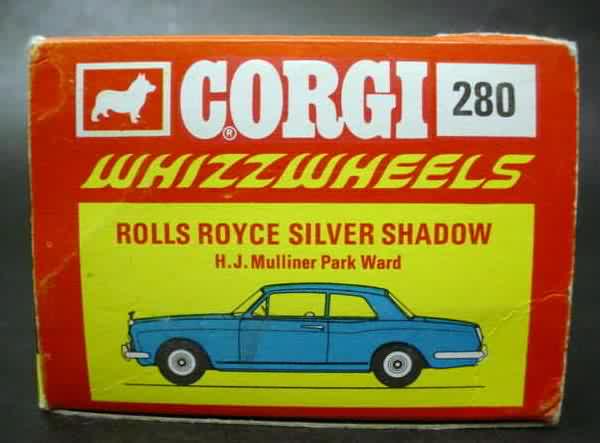 CORGI ® 280
WHIZZWHEELS
ROLLS ROYCE SILVER SHADOW
H.J. Mulliner Park Ward